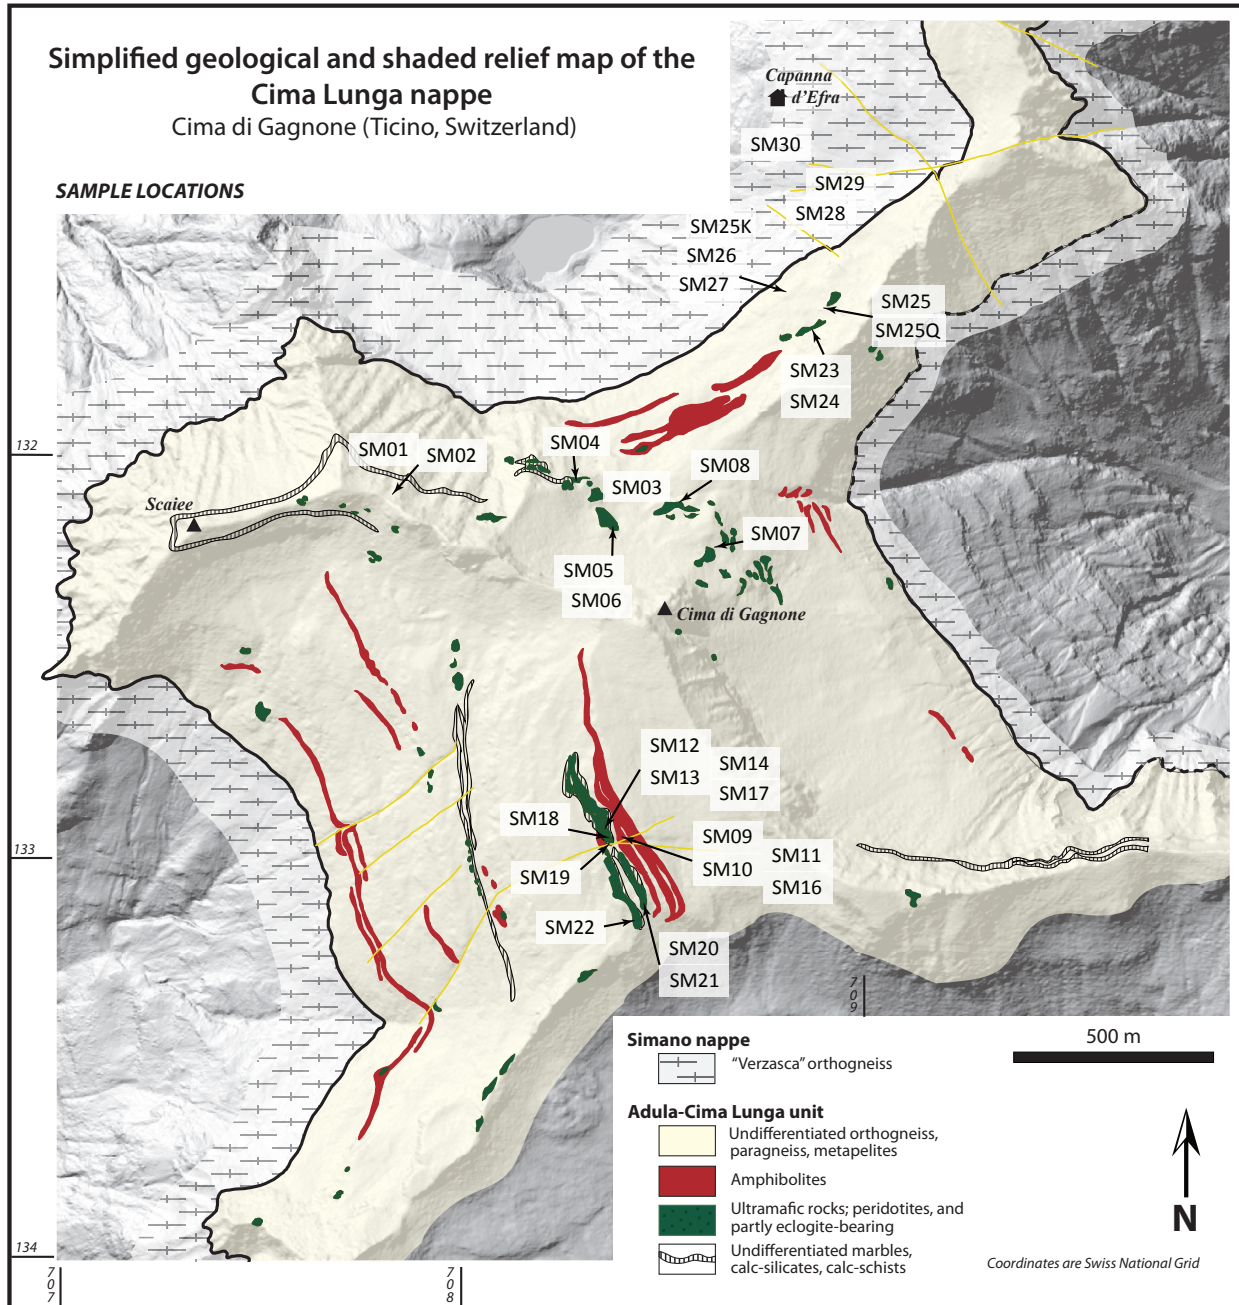 Simplified geological and shaded relief map of the
Cima Lunga nappe
Cima di Gagnone (Ticino, Switzerland)
SAMPLE LOCATIONS
Capanna
d'Efra
SM30
SM29
SM28
SM25K
SM26
SM27
SM25
SM25Q
SM23
SM24
132
SM01
SM02
SM04
SM03
SM08
Scaiee
SM07
SM05
SM06
Cima di Gagnone
SM12
SM13
SM14
SM17
SM18
SM09
SM10
SM11
SM16
133
SM19
SM22
SM20
SM21
709
Simano nappe
"Verzasca" orthogneiss
500 m
Adula-Cima Lunga unit
Undifferentiated orthogneiss,
paragneiss, metapelites
Amphibolites
Ultramafic rocks; peridotites, and
partly eclogite-bearing
N
Undifferentiated marbles,
calc-silicates, calc-schists
Coordinates are Swiss National Grid
134
707
708